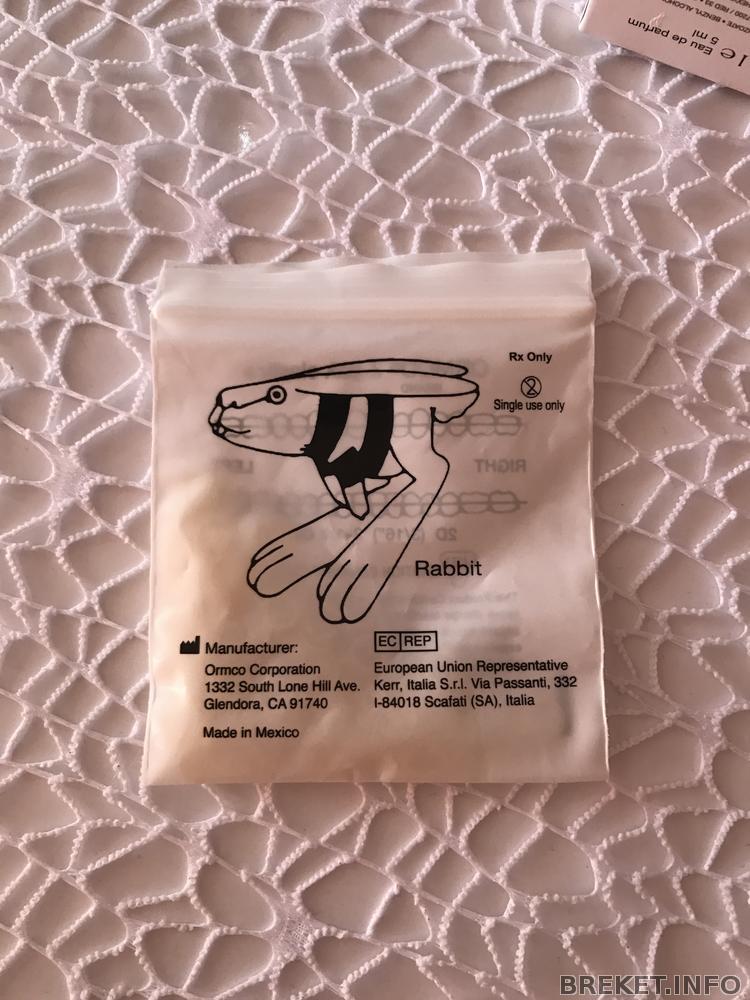 e Eau de parfum
5 ml
Rx Only
Single use only
RIGHT
Rabbit
Manufacturer:
Ormco Corporation
1332 South Lone Hill Ave.
Glendora, CA 91740
Made in Mexico
EC REP
European Union Representative
Kerr, Italia S.r.l. Via Passanti, 332
I-84018 Scafati (SA), Italia
BREKET.INFO